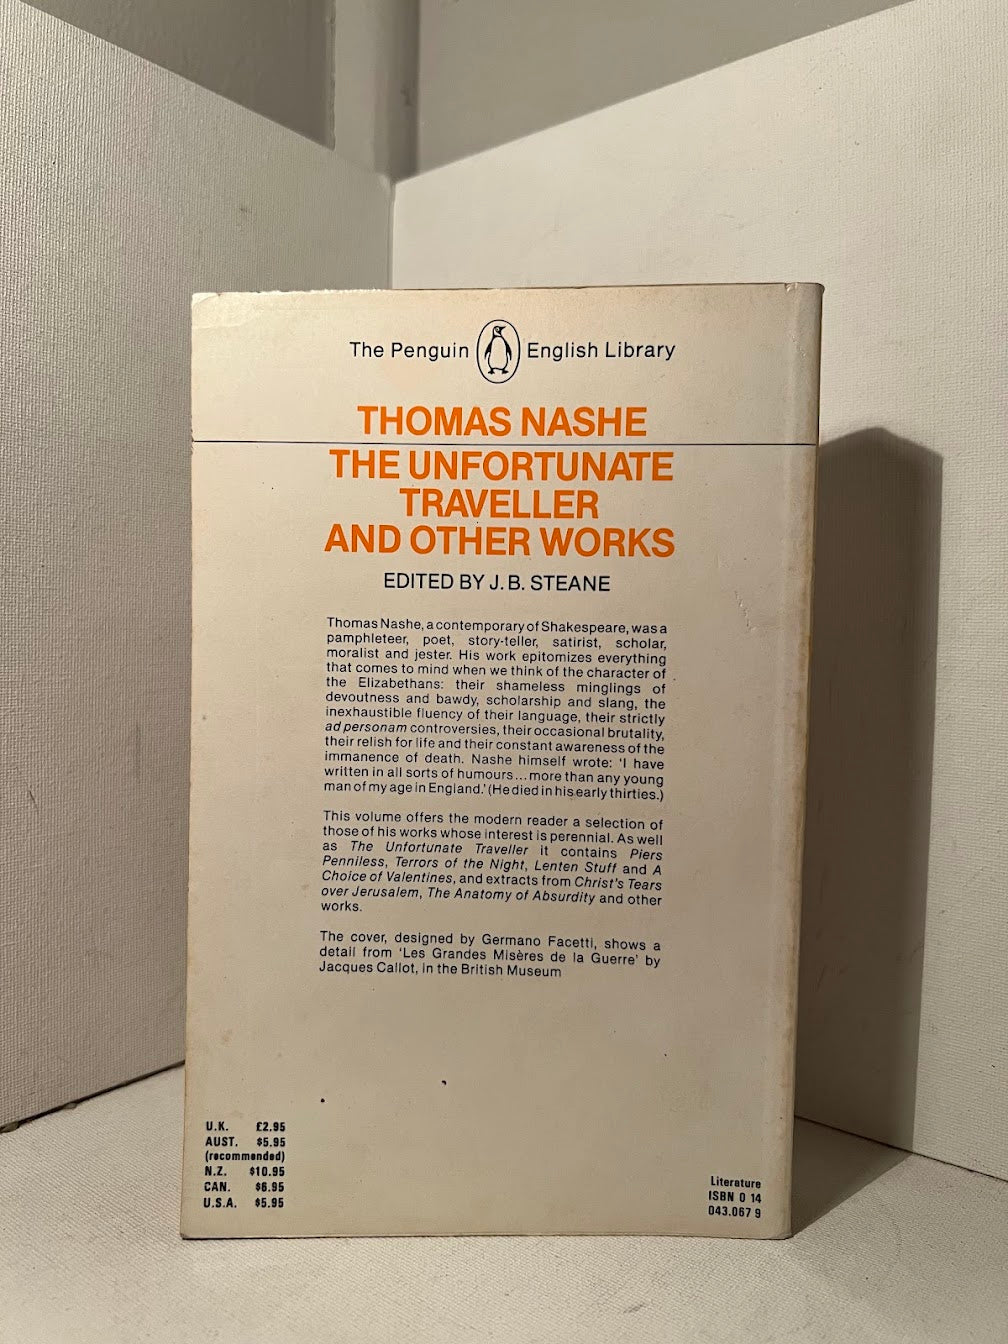 The Penguin English Library
THOMAS NASHE
THE UNFORTUNATE
TRAVELLER
AND OTHER WORKS
EDITED BY J. B. STEANE
Thomas Nashe, a contemporary of Shakespeare, was a
pamphleteer, poet, story-teller, satirist, scholar,
moralist and jester. His work epitomizes everything
that comes to mind when we think of the character of
the Elizabethans: their shameless minglings of
devoutness and bawdy, scholarship and slang, the
inexhaustible fluency of their language, their strictly
ad personam controversies, their occasional brutality,
their relish for life and their constant awareness of the
immanence of death. Nashe himself wrote: 'I have
written in all sorts of humours ... more than any young
man of my age in England.' (He died in his early thirties.)
This volume offers the modern reader a selection of
those of his works whose interest is perennial. As well
as The Unfortunate Traveller it contains Piers
Penniless, Terrors of the Night, Lenten Stuff and A
Choice of Valentines, and extracts from Christ's Tears
over Jerusalem, The Anatomy of Absurdity and other
works.
The cover, designed by Germano Facetti, shows a
detail from 'Les Grandes Misères de la Guerre' by
Jacques Callot, in the British Museum
U.K. £2.95
AUST. $5.95
(recommended)
N.Z. $10.95
CAN. $6.95
U.S.A. $5.95
Literature
ISBN 0 14
043.067 9